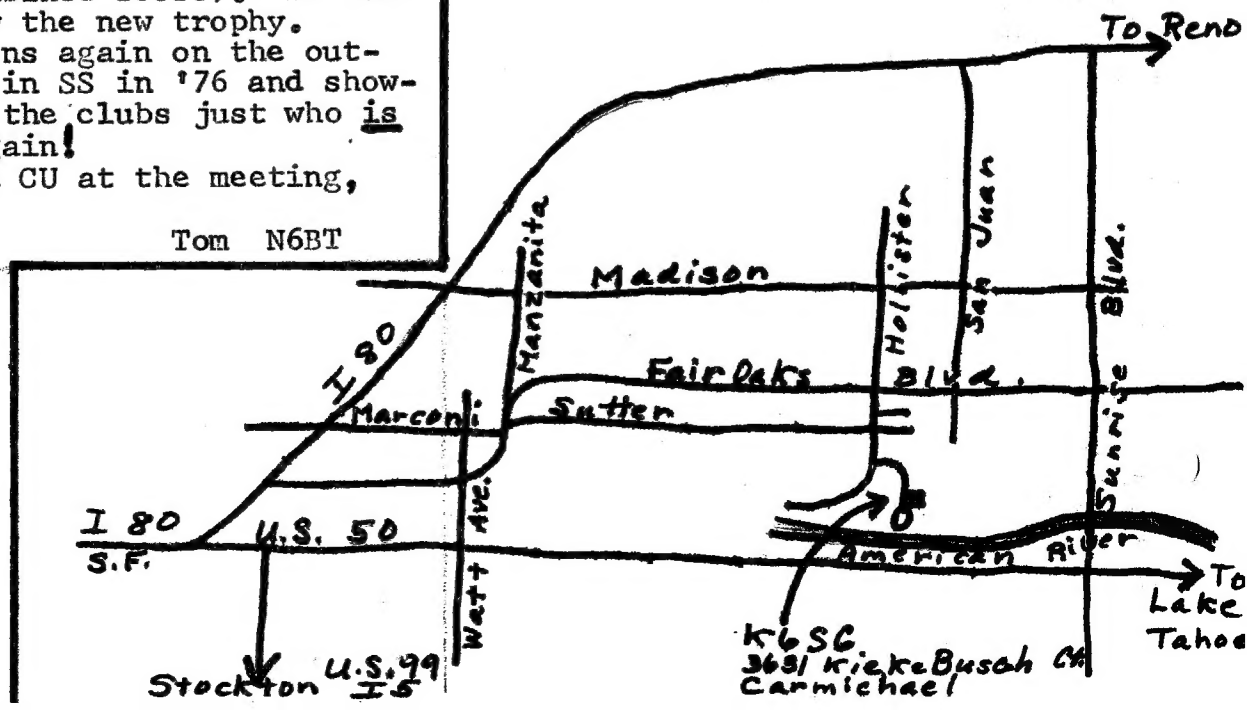 the new trophy.
ns again on the out-
in SS in '76 and show-
the clubs just who is
ain!
CU at the meeting,
Tom N6BT
To Reno
Manzanita
Hollister
San Juan
Madison
Blvd.
I 80
Fair Oaks Blvd.
Marconi
Sutter
Sunrise
I 80
S.F.
U.S. 50
Watt Ave.
American River
To
Lake
Tahoe
K6SG
3631 KiekeBusch Ct.
Carmichael
Stockton
U.S. 99
I5